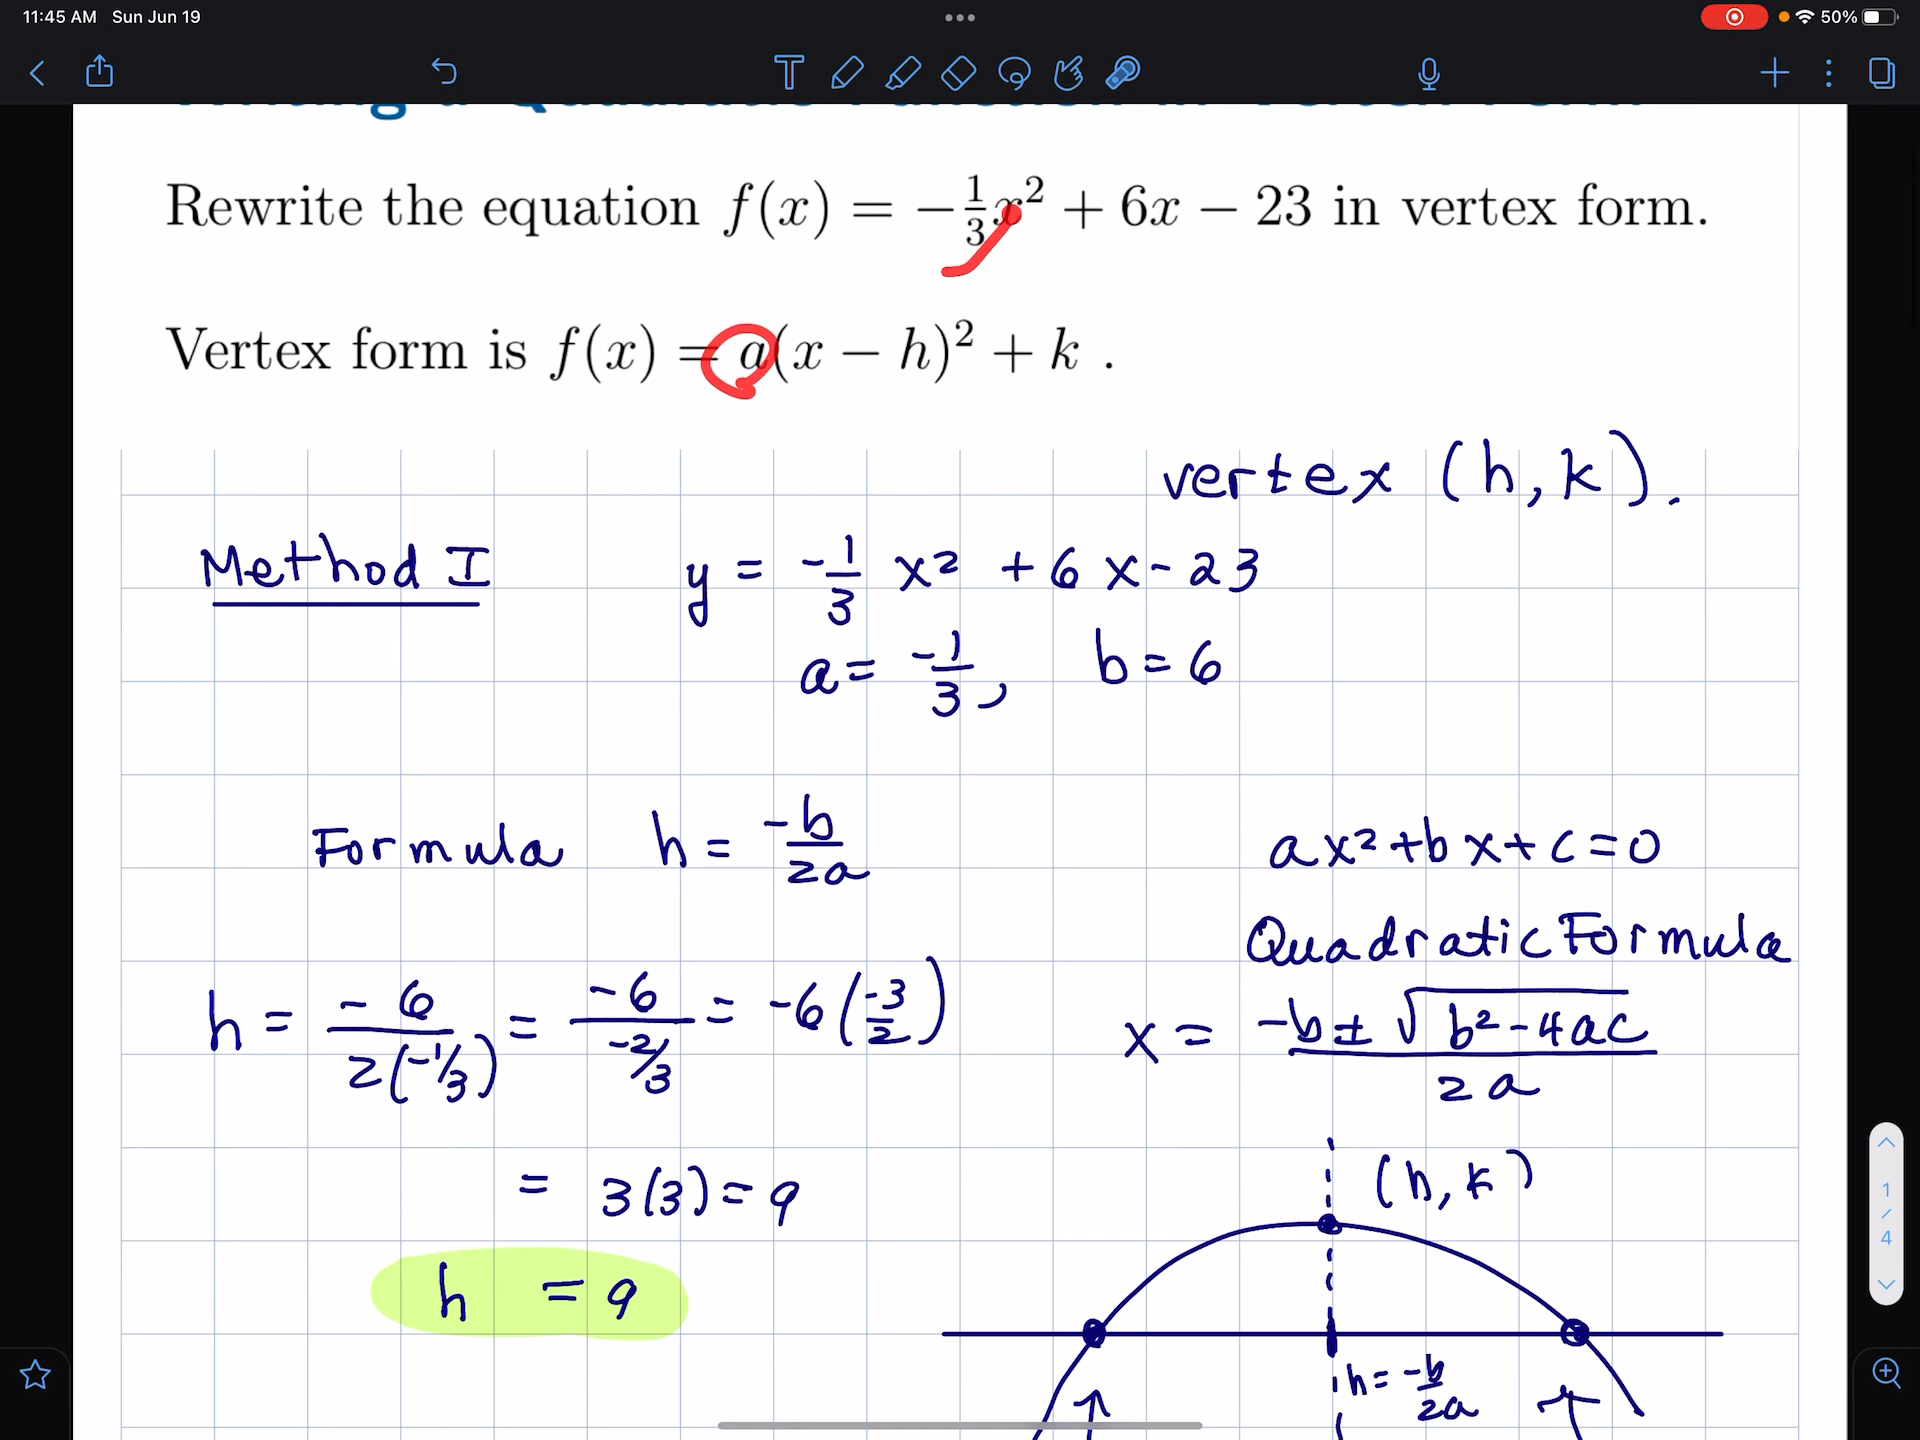 11:45 AM Sun Jun 19
50%
Rewrite the equation f(x) = −1/3x² + 6x − 23 in vertex form.
Vertex form is f(x) = a(x − h)² + k .
vertex (h, k).
Method I y = -1/3 x² + 6x - 23
a = -1/3, b = 6
Formula h = -b/2a
ax² + bx + c = 0
Quadratic Formula
h = -6/2(-1/3) = -6/-2/3 = -6(-3/2)
x = -b ± √b² - 4ac / 2a
= 3(3) = 9
(h, k)
h = 9
h = -b/2a
1
/
4